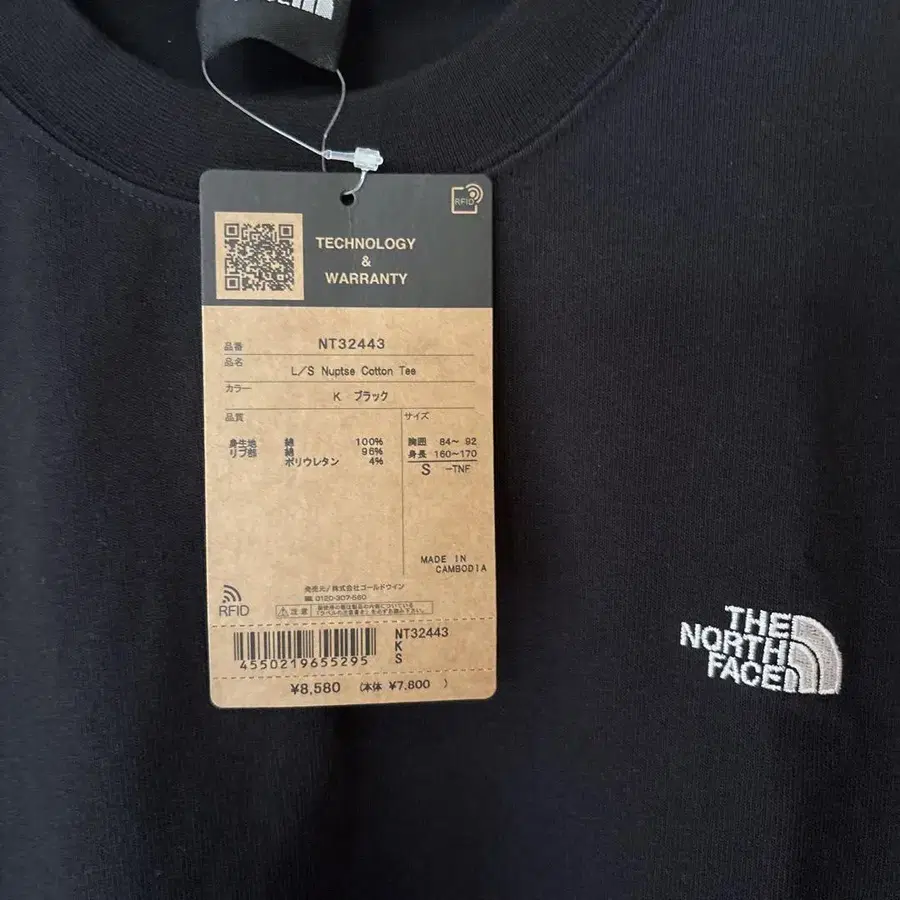 FACE
RFID
TECHNOLOGY
&
WARRANTY
品番 NT32443
品名
L/S Nuptse Cotton Tee
カラー
K ブラック
品質 サイズ
身生地 綿 100%
リブ部 綿 96%
ポリウレタン 4%
胸囲 84～ 92
身長 160～170
S -TNF
MADE IN
CAMBODIA
発売元/株式会社ゴールドウイン
☎ 0120-307-560
RFID
⚠注意
NT32443
K
S
4550219655295
¥8,580 (本体 ¥7,800 )
THE
NORTH
FACE